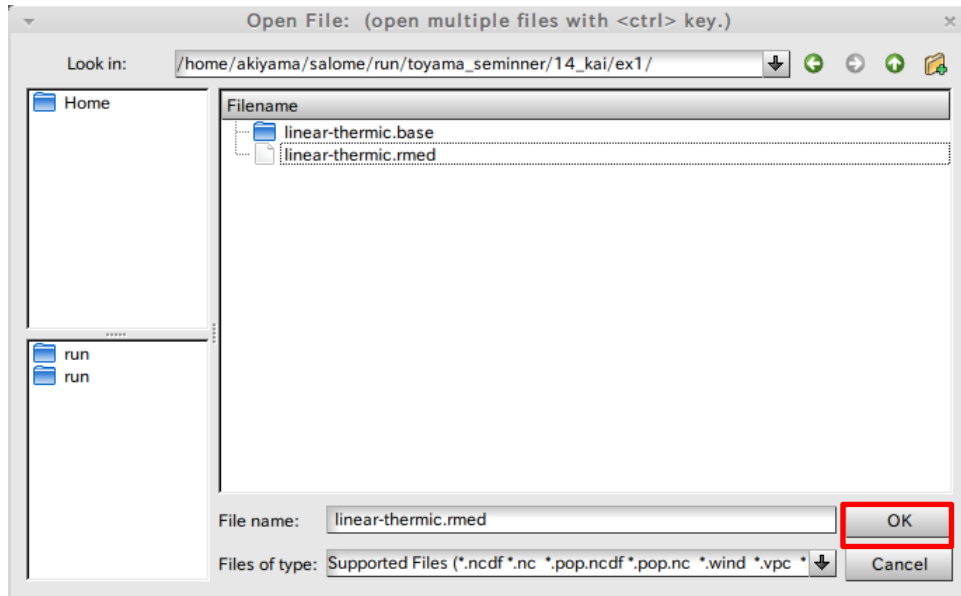 Open File: (open multiple files with <ctrl> key.)
Look in: /home/akiyama/salome/run/toyama_seminner/14_kai/ex1/
Home
Filename
linear-thermic.base
linear-thermic.rmed
run
run
File name: linear-thermic.rmed OK
Files of type: Supported Files (*.ncdf *.nc *.pop.ncdf *.pop.nc *.wind *.vpc * Cancel